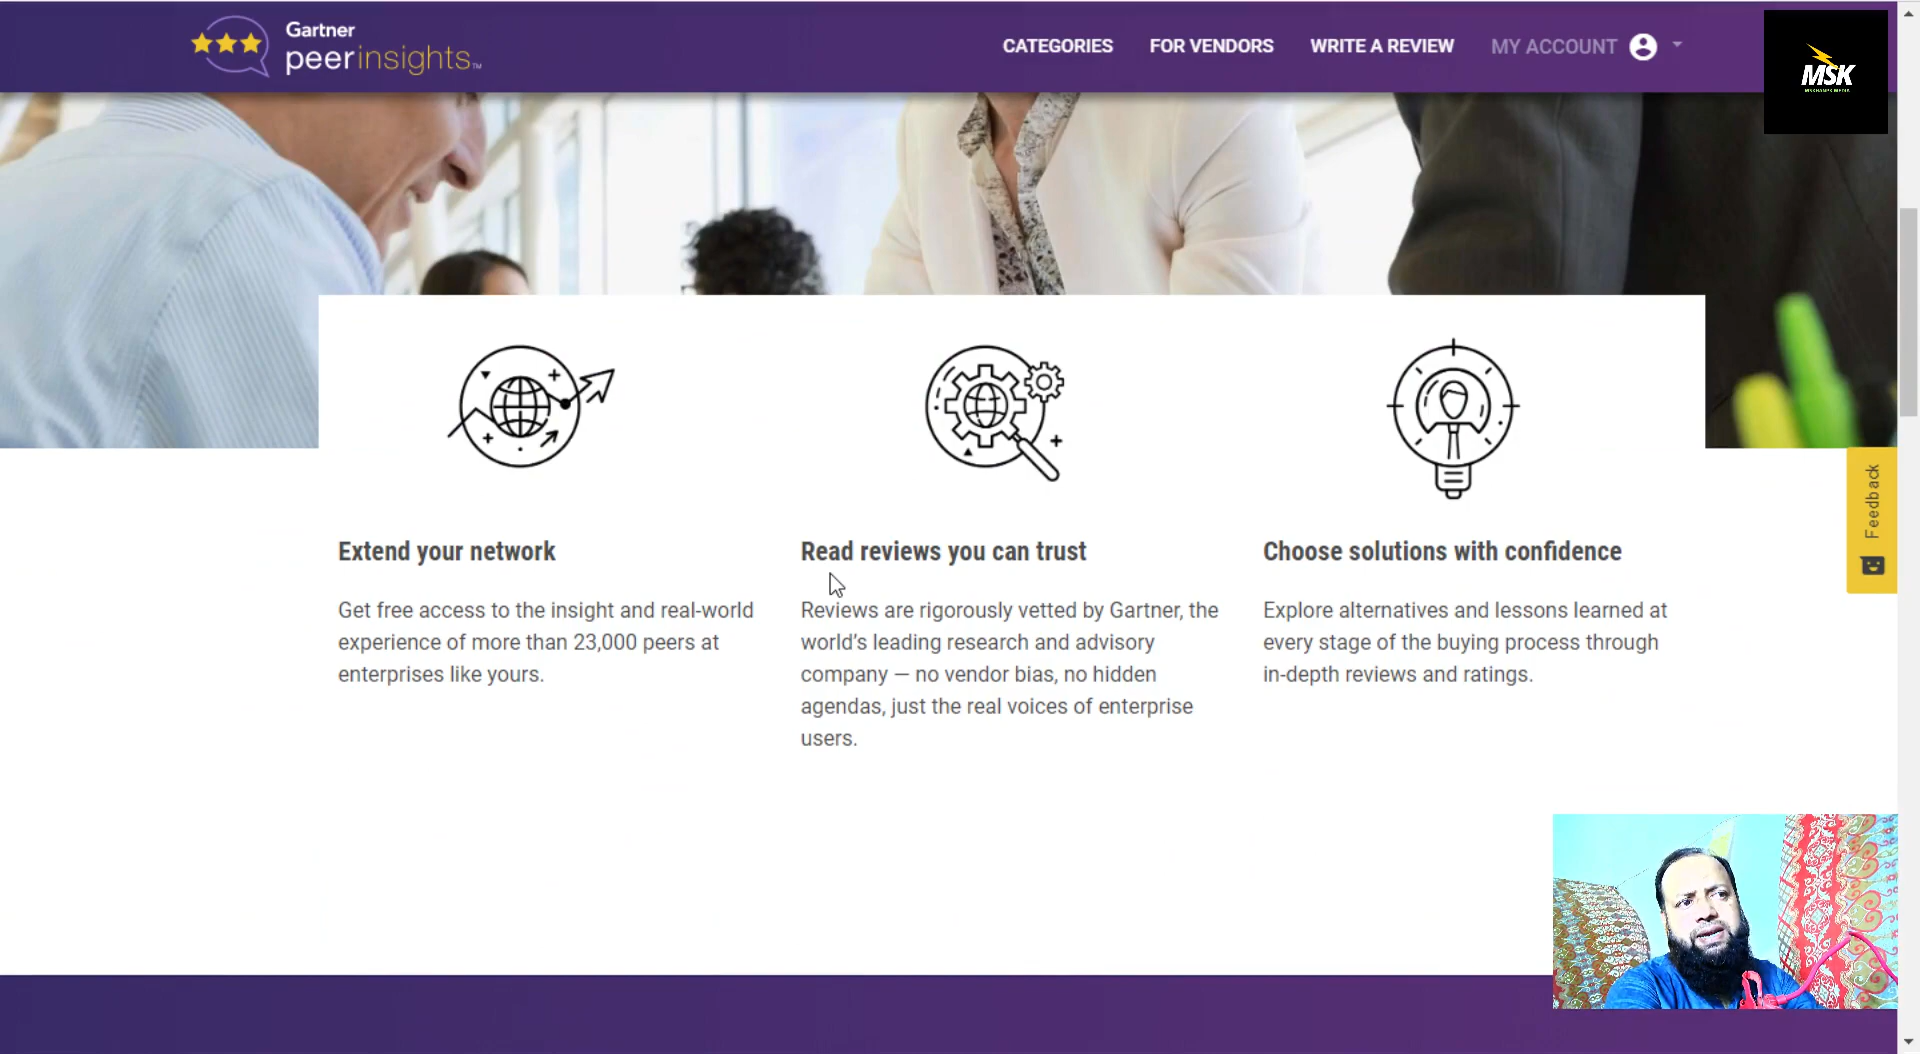 Gartner
peerinsights™
CATEGORIES
FOR VENDORS
WRITE A REVIEW
MY ACCOUNT
MSK
Feedback
Extend your network
Get free access to the insight and real-world
experience of more than 23,000 peers at
enterprises like yours.
Read reviews you can trust
Reviews are rigorously vetted by Gartner, the
world's leading research and advisory
company — no vendor bias, no hidden
agendas, just the real voices of enterprise
users.
Choose solutions with confidence
Explore alternatives and lessons learned at
every stage of the buying process through
in-depth reviews and ratings.